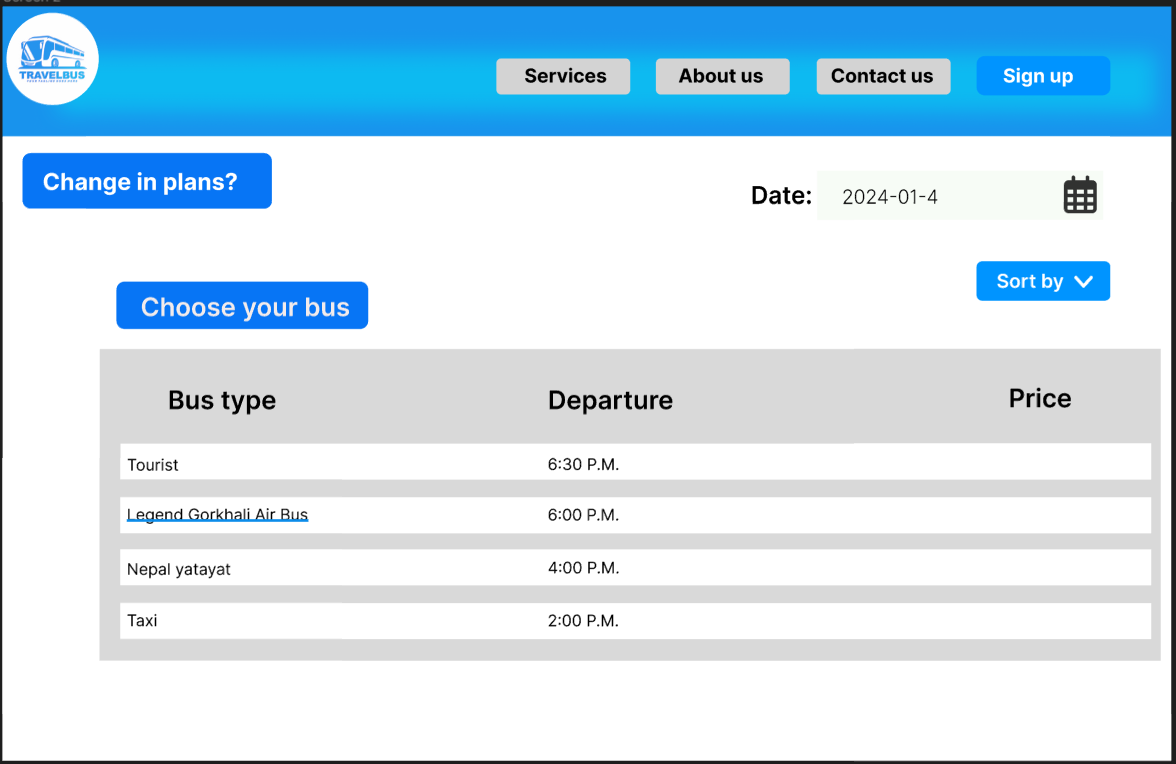 TRAVELBUS
Services
About us
Contact us
Sign up
Change in plans?
Date:
2024-01-4
Sort by
Choose your bus
Bus type
Departure
Price
Tourist
6:30 P.M.
Legend Gorkhali Air Bus
6:00 P.M.
Nepal yatayat
4:00 P.M.
Taxi
2:00 P.M.